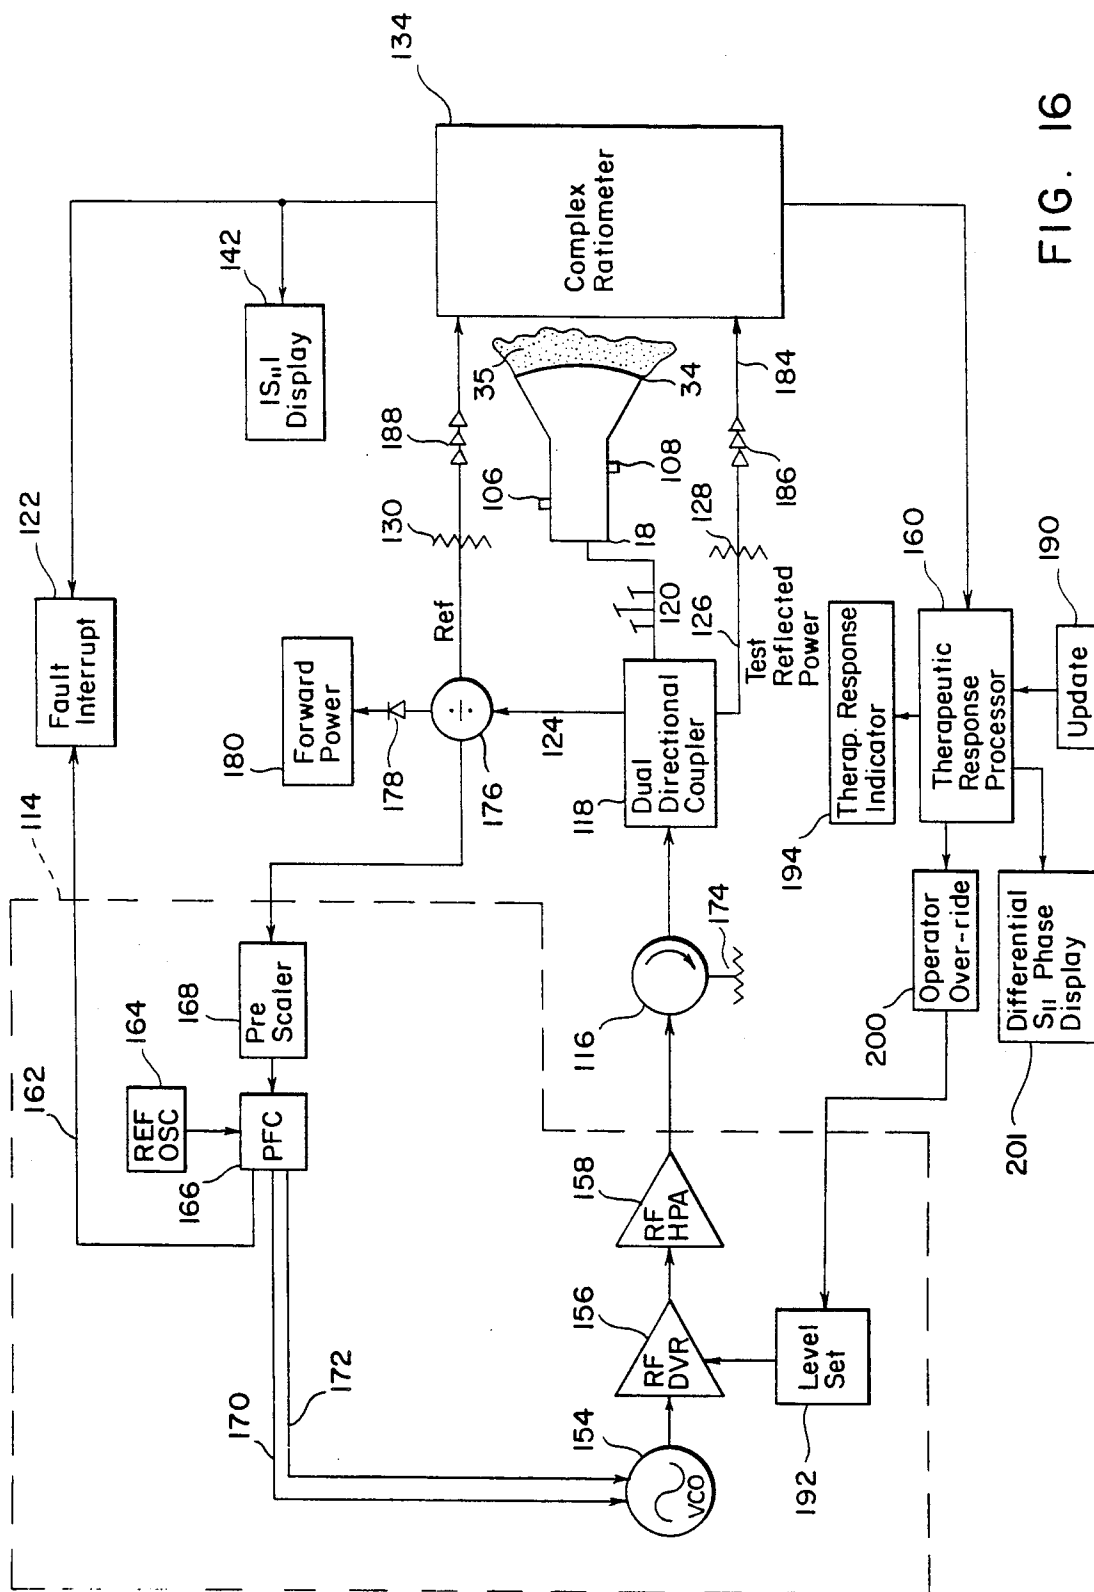 114
162
164
REF
OSC
166
PFC
168
Pre
Scaler
170
172
154
VCO
156
RF
DVR
158
RF
HPA
192
Level
Set
116
174
122
Fault
Interrupt
180
Forward
Power
178
176
÷
Ref
124
118
Dual
Directional
Coupler
120
126
Test
Reflected
Power
128
130
188
186
184
106
108
18
34
35
142
|S11|
Display
134
Complex
Ratiometer
160
Therapeutic
Response
Processor
190
Update
194
Therap. Response
Indicator
200
Operator
Over-ride
201
Differential
S11 Phase
Display
FIG. 16